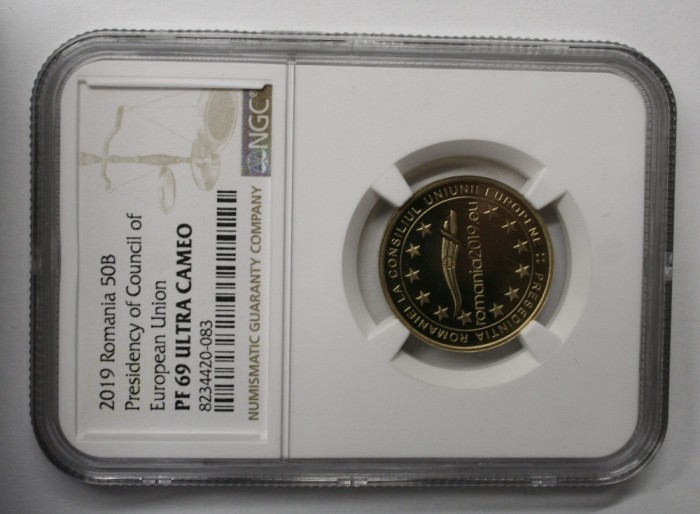 2019 Romania 50B
Presidency of Council of
European Union
PF 69 ULTRA CAMEO
8234420-083
NUMISMATIC GUARANTY COMPANY
NGC
PRESEDINTIA ROMANIEI LA CONSILIUL UNIUNII EUROPENE
romania2019.eu